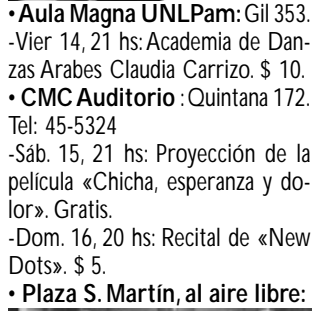 • Aula Magna UNLPam: Gil 353.
-Vier 14, 21 hs: Academia de Dan-
zas Arabes Claudia Carrizo. $ 10.
• CMC Auditorio : Quintana 172.
Tel: 45-5324
-Sáb. 15, 21 hs: Proyección de la
película «Chicha, esperanza y do-
lor». Gratis.
-Dom. 16, 20 hs: Recital de «New
Dots». $ 5.
• Plaza S. Martín, al aire libre: